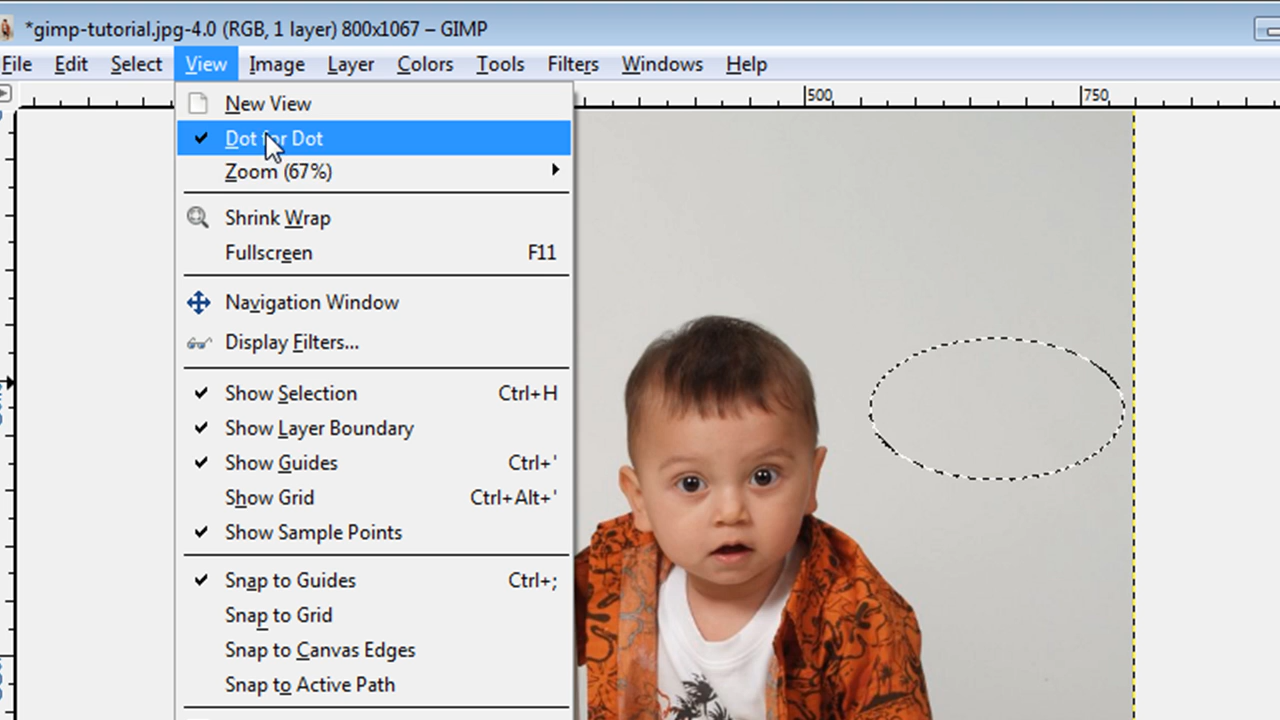 *gimp-tutorial.jpg-4.0 (RGB, 1 layer) 800x1067 – GIMP
File Edit Select View Image Layer Colors Tools Filters Windows Help
500 750
New View
Dot for Dot
Zoom (67%)
Shrink Wrap
Fullscreen F11
Navigation Window
Display Filters...
Show Selection Ctrl+H
Show Layer Boundary
Show Guides Ctrl+'
Show Grid Ctrl+Alt+'
Show Sample Points
Snap to Guides Ctrl+;
Snap to Grid
Snap to Canvas Edges
Snap to Active Path